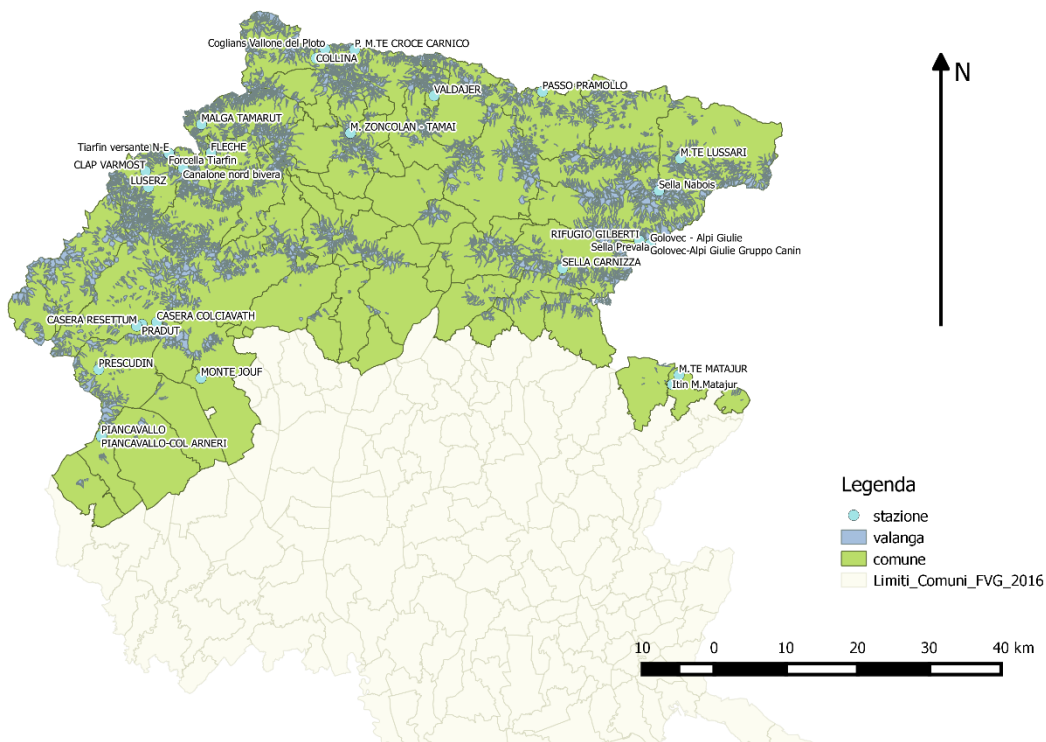 Coglians Vallone del Ploto
P. M.TE CROCE CARNICO
COLLINA
N
VALDAJER
PASSO PRAMOLLO
MALGA TAMARUT
M. ZONCOLAN - TAMAI
Tiarfin versante N-E
FLECHE
M.TE LUSSARI
CLAP VARMOST
Forcella Tiarfin
Canalone nord bivera
LUSERZ
Sella Nabois
RIFUGIO GILBERTI
Golovec - Alpi Giulie
Sella Prevala
Golovec-Alpi Giulie Gruppo Canin
SELLA CARNIZZA
CASERA COLCIAVATH
CASERA RESETTUM
PRADUT
PRESCUDIN
MONTE JOUF
M.TE MATAJUR
Itin M.Matajur
PIANCAVALLO
PIANCAVALLO-COL ARNERI
Legenda
stazione
valanga
comune
Limiti_Comuni_FVG_2016
10 0 10 20 30 40 km